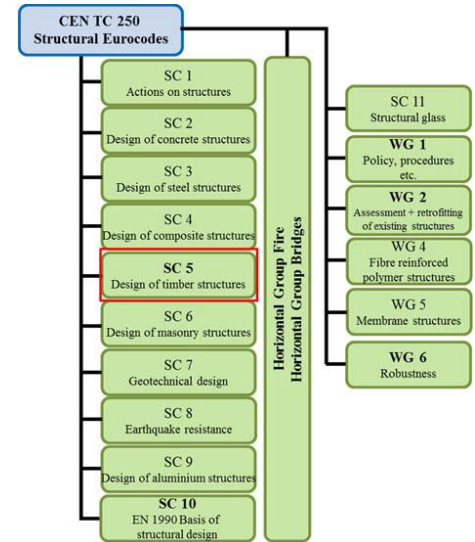 CEN TC 250
Structural Eurocodes
SC 1
Actions on structures
SC 2
Design of concrete structures
SC 3
Design of steel structures
SC 4
Design of composite structures
SC 5
Design of timber structures
SC 6
Design of masonry structures
SC 7
Geotechnical design
SC 8
Earthquake resistance
SC 9
Design of aluminium structures
SC 10
EN 1990 Basis of
structural design
Horizontal Group Fire
Horizontal Group Bridges
SC 11
Structural glass
WG 1
Policy, procedures
etc.
WG 2
Assessment + retrofitting
of existing structures
WG 4
Fibre reinforced
polymer structures
WG 5
Membrane structures
WG 6
Robustness